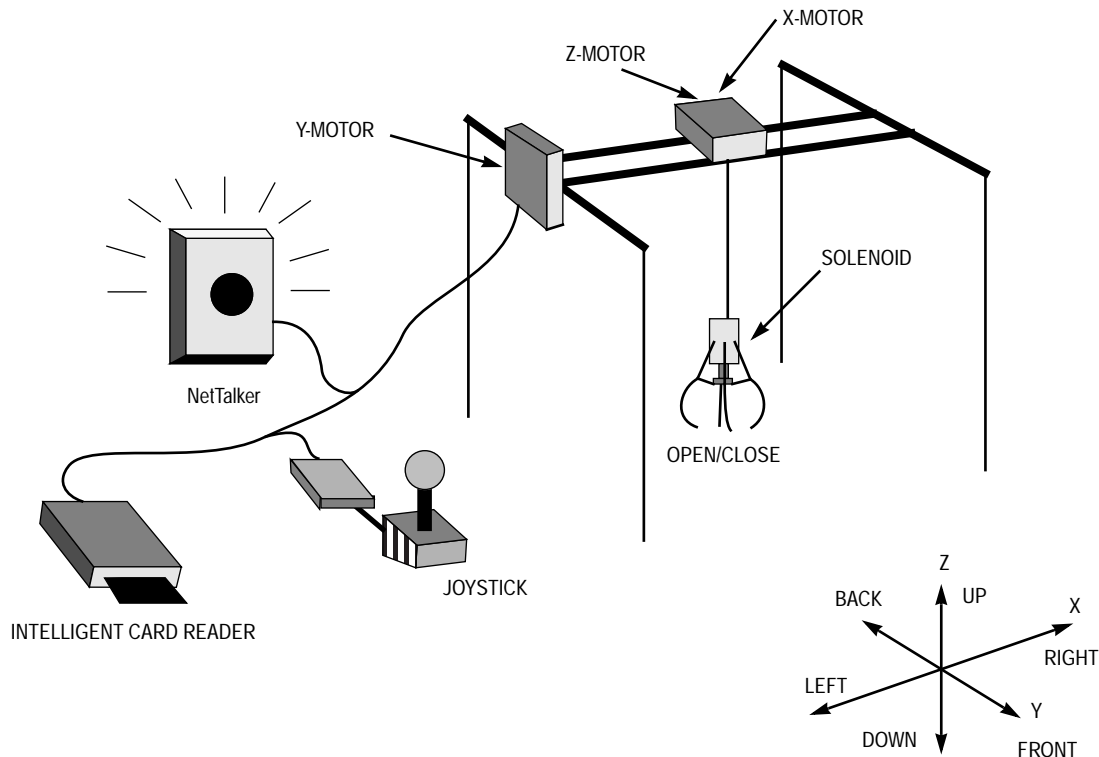 X-MOTOR
Z-MOTOR
Y-MOTOR
SOLENOID
NetTalker
OPEN/CLOSE
JOYSTICK
INTELLIGENT CARD READER
Z
BACK
UP
X
RIGHT
LEFT
Y
DOWN
FRONT